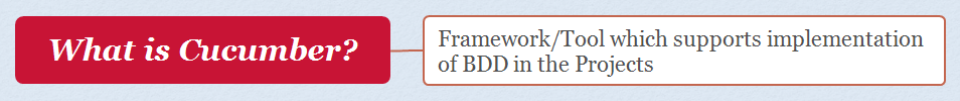 What is Cucumber?
Framework/Tool which supports implementation
of BDD in the Projects